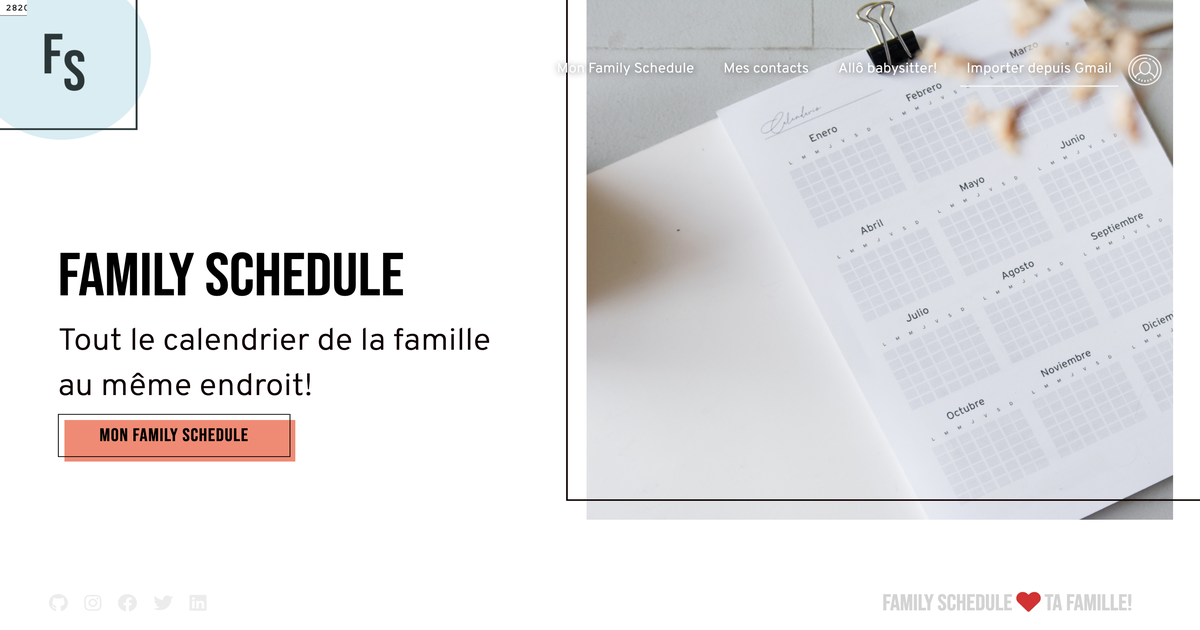 2820
FS
Mon Family Schedule
Mes contacts
Allô babysitter!
Importer depuis Gmail
FAMILY SCHEDULE
Tout le calendrier de la famille
au même endroit!
MON FAMILY SCHEDULE
Calendario
Enero
Febrero
Marzo
Abril
Mayo
Junio
Julio
Agosto
Septiembre
Octubre
Noviembre
FAMILY SCHEDULE ❤ TA FAMILLE!